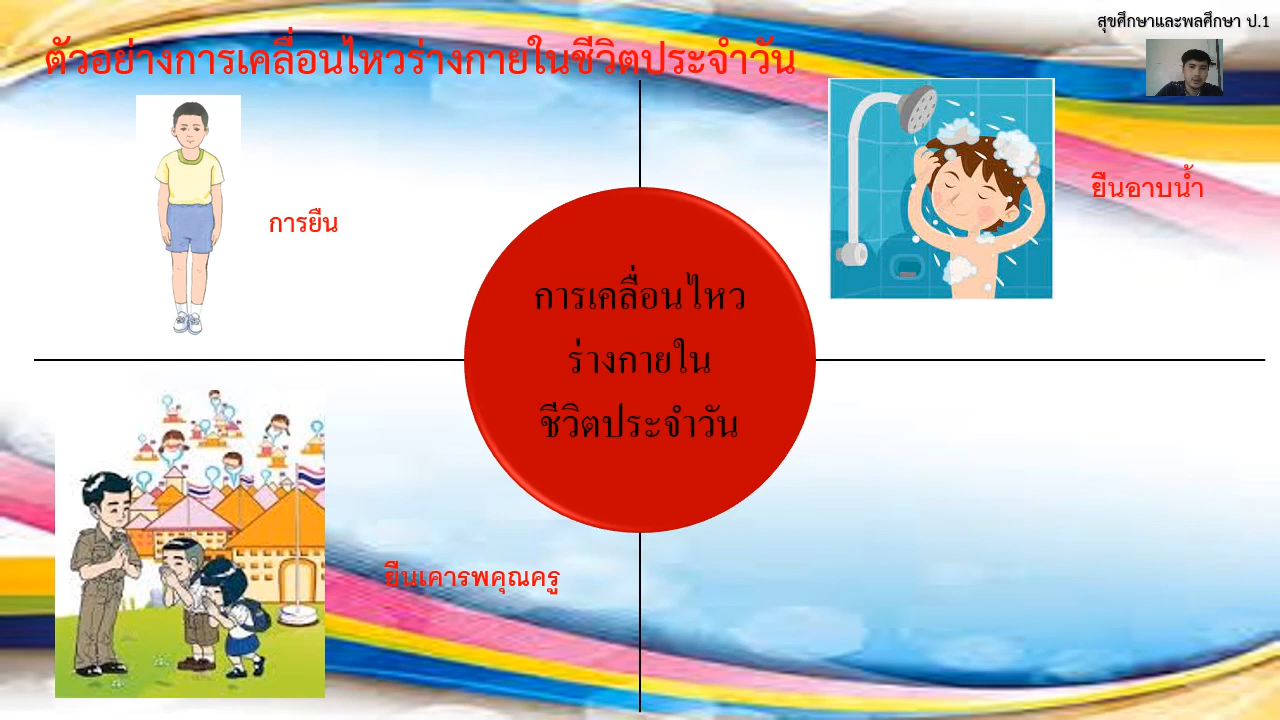 สุขศึกษาและพลศึกษา ป.1
ตัวอย่างการเคลื่อนไหวร่างกายในชีวิตประจำวัน
การยืน
ยืนอาบน้ำ
การเคลื่อนไหว
ร่างกายใน
ชีวิตประจำวัน
ยืนเคารพคุณครู